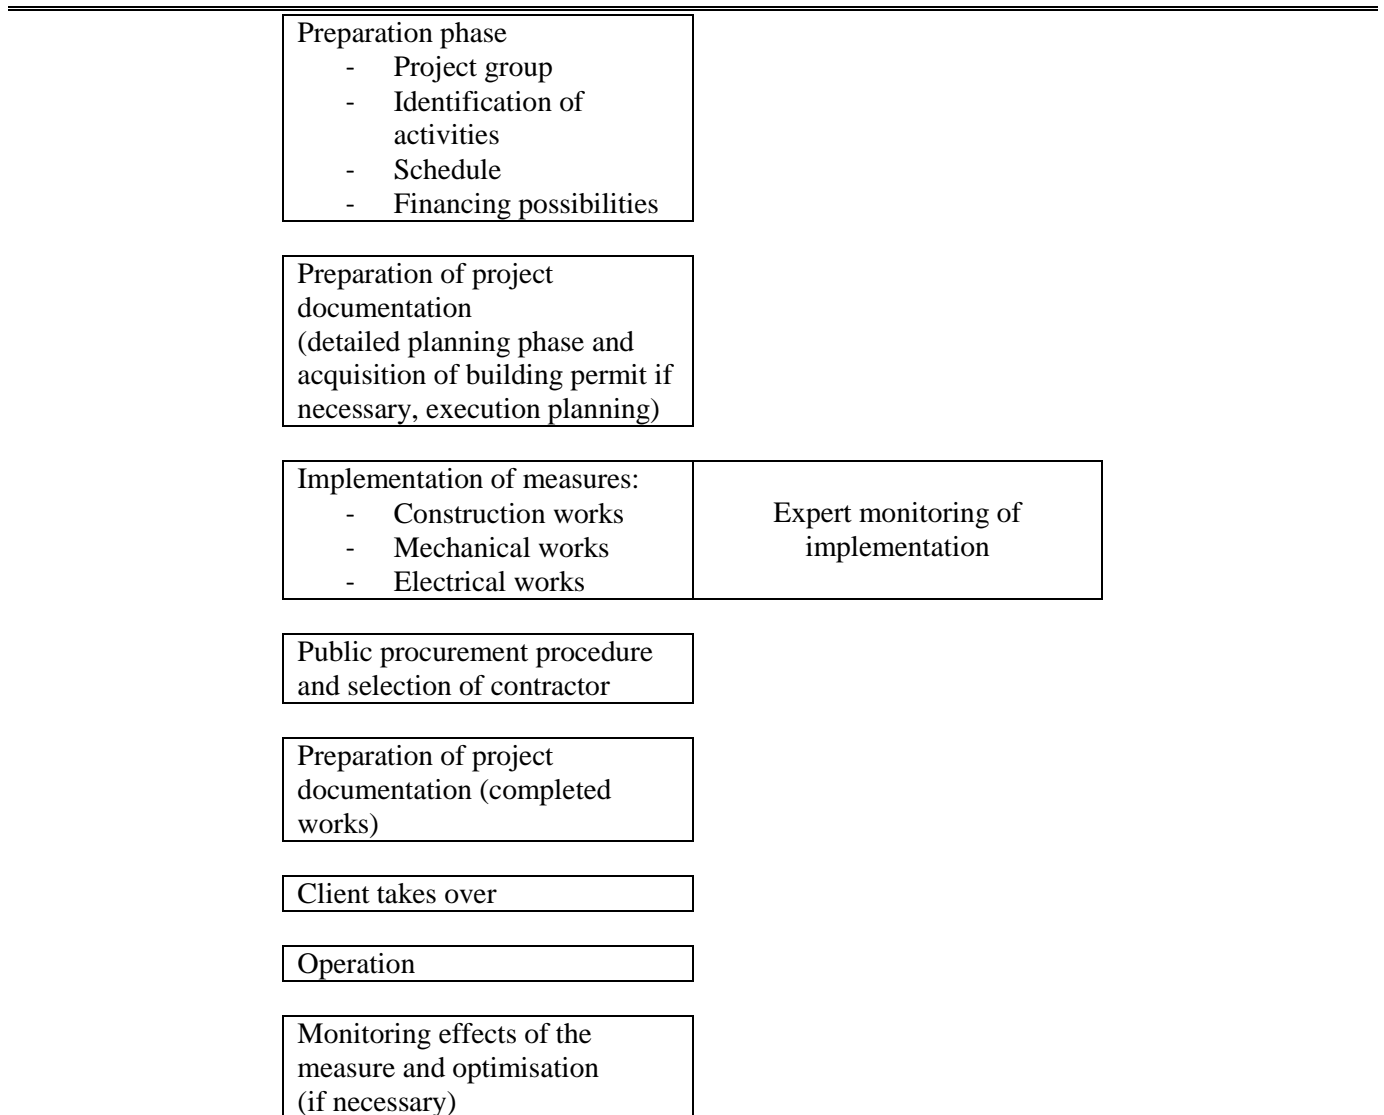 Preparation phase
- Project group
- Identification of
activities
- Schedule
- Financing possibilities
Preparation of project
documentation
(detailed planning phase and
acquisition of building permit if
necessary, execution planning)
Implementation of measures:
- Construction works
- Mechanical works
- Electrical works
Expert monitoring of
implementation
Public procurement procedure
and selection of contractor
Preparation of project
documentation (completed
works)
Client takes over
Operation
Monitoring effects of the
measure and optimisation
(if necessary)